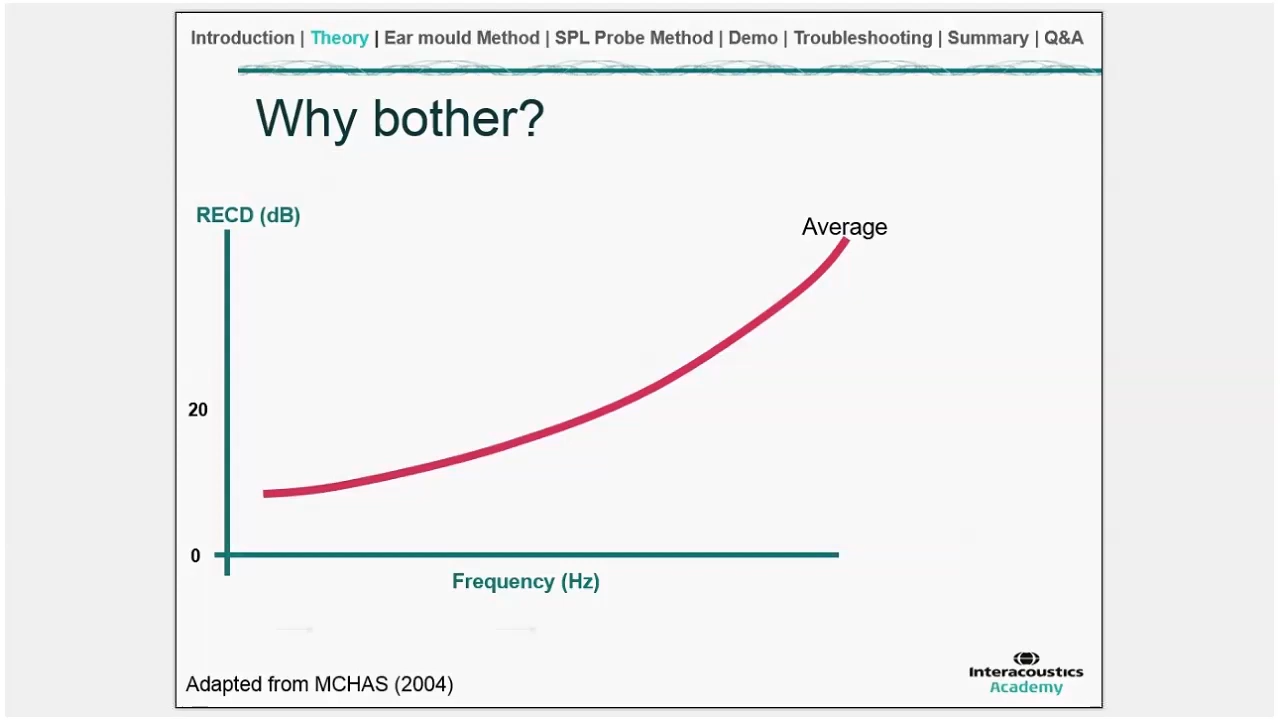 Introduction | Theory | Ear mould Method | SPL Probe Method | Demo | Troubleshooting | Summary | Q&A
Why bother?
RECD (dB)
Average
20
0
Frequency (Hz)
Adapted from MCHAS (2004)
Interacoustics
Academy